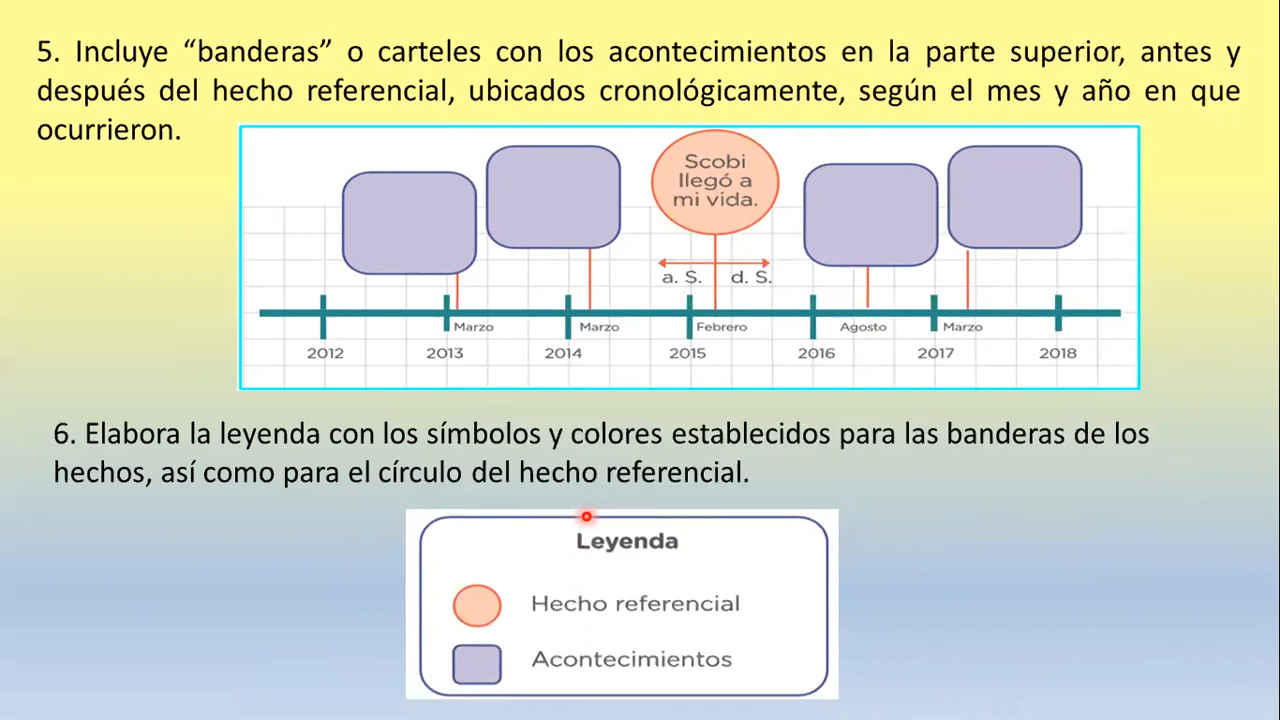 5. Incluye “banderas” o carteles con los acontecimientos en la parte superior, antes y
después del hecho referencial, ubicados cronológicamente, según el mes y año en que
ocurrieron.
Scobi
llegó a
mi vida.
a. S. d. S.
Marzo Marzo Febrero Agosto Marzo
2012 2013 2014 2015 2016 2017 2018
6. Elabora la leyenda con los símbolos y colores establecidos para las banderas de los
hechos, así como para el círculo del hecho referencial.
Leyenda
Hecho referencial
Acontecimientos